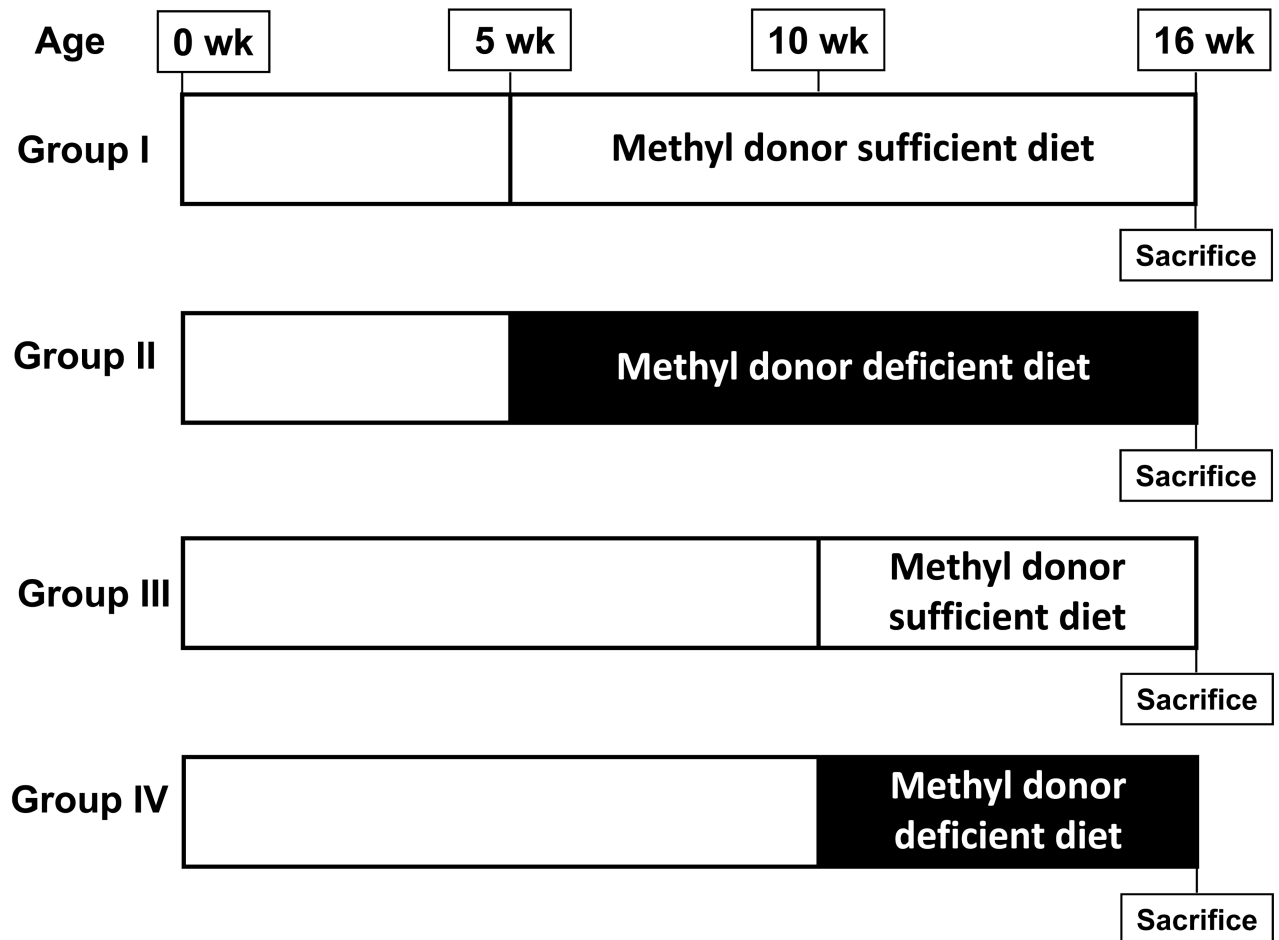 Age 0 wk 5 wk 10 wk 16 wk
Group I Methyl donor sufficient diet
Sacrifice
Group II Methyl donor deficient diet
Sacrifice
Group III
Methyl donor
sufficient diet
Sacrifice
Group IV
Methyl donor
deficient diet
Sacrifice